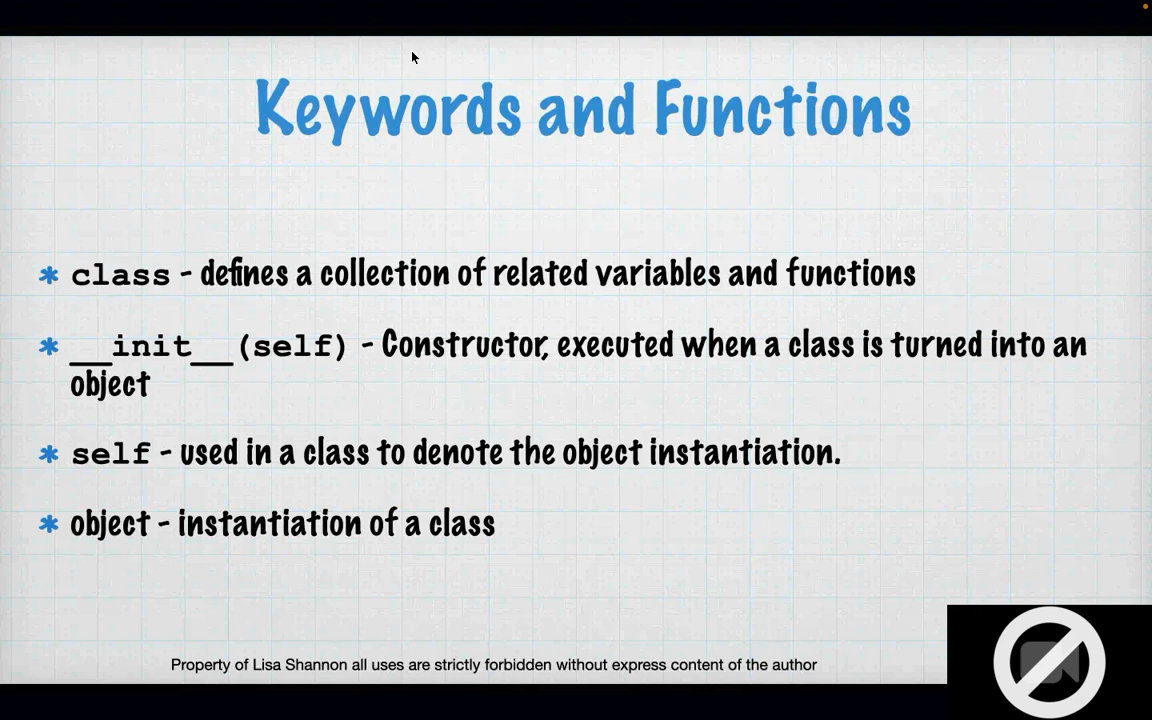 Keywords and Functions
* class - defines a collection of related variables and functions
* __init__(self) - Constructor, executed when a class is turned into an
object
* self - used in a class to denote the object instantiation.
* object - instantiation of a class
Property of Lisa Shannon all uses are strictly forbidden without express content of the author